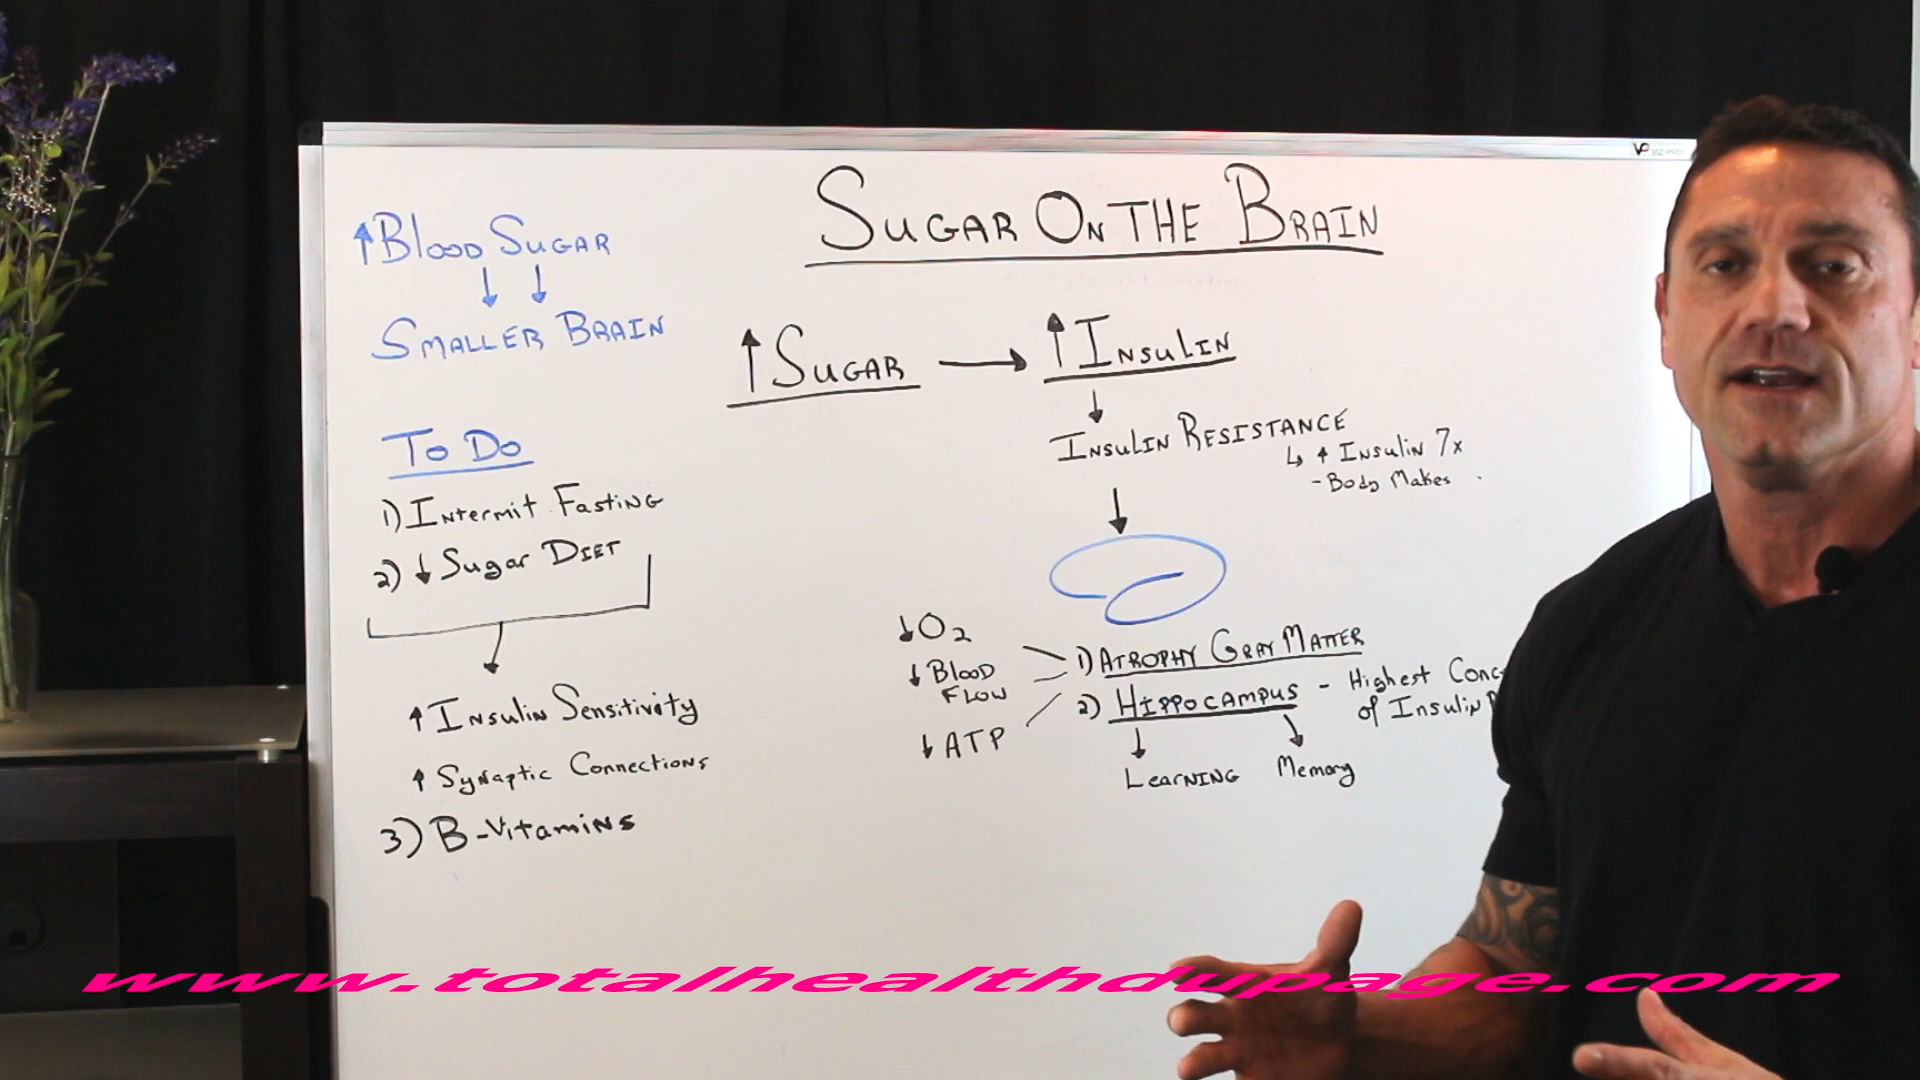 SUGAR ON THE BRAIN
↑ BLOOD SUGAR
↓ ↓
SMALLER BRAIN
↑ SUGAR → ↑ INSULIN
↓
INSULIN RESISTANCE
↳ ↑ Insulin 7x
- Body Makes
↓
TO DO
1) Intermit Fasting
2) ↓ Sugar DIET
↓
↑ Insulin Sensitivity
↑ Synaptic Connections
3) B-Vitamins
↓ O2
↓ BLOOD
FLOW
↓ ATP
1) ATROPHY GRAY MATTER
2) HIPPOCAMPUS - Highest Conc
of Insulin
↓ ↓
Learning Memory
www.totalhealthdupage.com